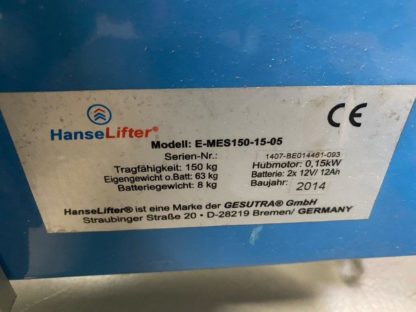 HanseLifter®
CE
Modell: E-MES150-15-05
Serien-Nr.: 1407-BE014461-093
Tragfähigkeit: 150 kg Hubmotor: 0,15kW
Eigengewicht o.Batt: 63 kg Batterie: 2x 12V/ 12Ah
Batteriegewicht: 8 kg Baujahr: 2014
HanseLifter® ist eine Marke der GESUTRA® GmbH
Straubinger Straße 20 • D-28219 Bremen/ GERMANY